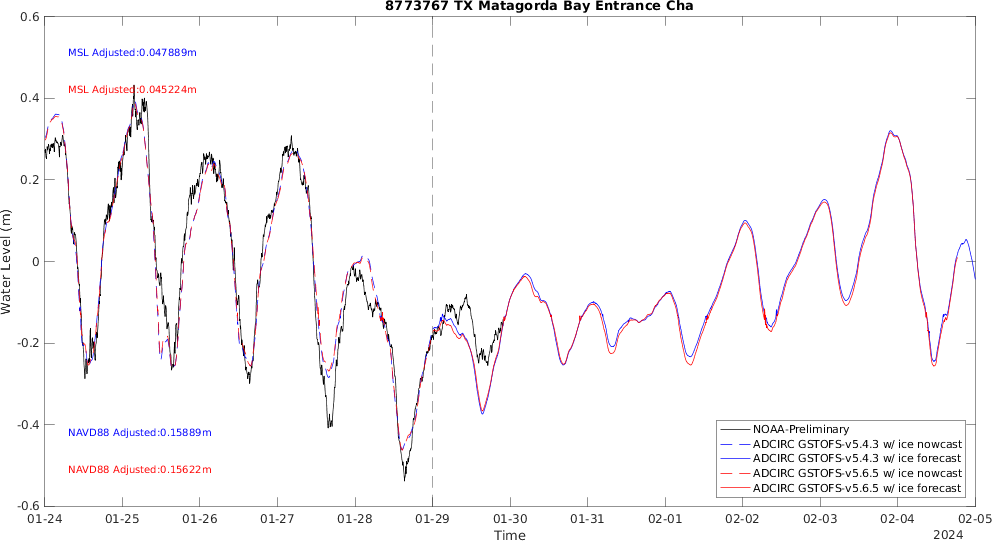 8773767 TX Matagorda Bay Entrance Cha
0.6
0.4
0.2
0
-0.2
-0.4
-0.6
Water Level (m)
MSL Adjusted:0.047889m
MSL Adjusted:0.045224m
NAVD88 Adjusted:0.15889m
NAVD88 Adjusted:0.15622m
NOAA-Preliminary
ADCIRC GSTOFS-v5.4.3 w/ ice nowcast
ADCIRC GSTOFS-v5.4.3 w/ ice forecast
ADCIRC GSTOFS-v5.6.5 w/ ice nowcast
ADCIRC GSTOFS-v5.6.5 w/ ice forecast
01-24 01-25 01-26 01-27 01-28 01-29 01-30 01-31 02-01 02-02 02-03 02-04 02-05
Time
2024